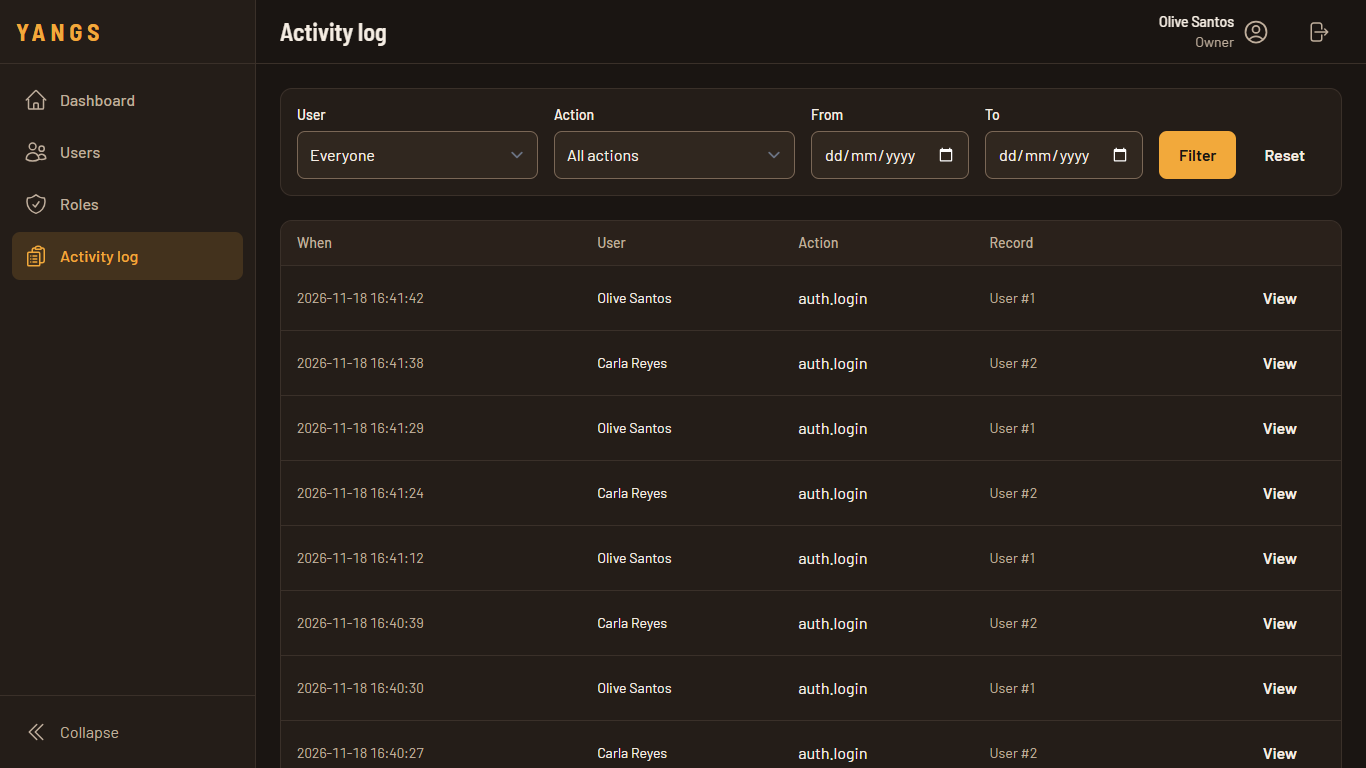 YANGS
Activity log
Olive Santos
Owner
Dashboard
Users
Roles
Activity log
Collapse
User Action From To
Everyone All actions dd/mm/yyyy dd/mm/yyyy Filter Reset
When User Action Record
2026-11-18 16:41:42 Olive Santos auth.login User #1 View
2026-11-18 16:41:38 Carla Reyes auth.login User #2 View
2026-11-18 16:41:29 Olive Santos auth.login User #1 View
2026-11-18 16:41:24 Carla Reyes auth.login User #2 View
2026-11-18 16:41:12 Olive Santos auth.login User #1 View
2026-11-18 16:40:39 Carla Reyes auth.login User #2 View
2026-11-18 16:40:30 Olive Santos auth.login User #1 View
2026-11-18 16:40:27 Carla Reyes auth.login User #2 View